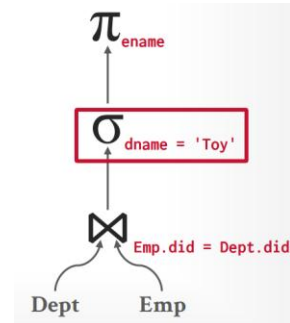 π ename
σ dname = 'Toy'
⋈ Emp.did = Dept.did
Dept Emp